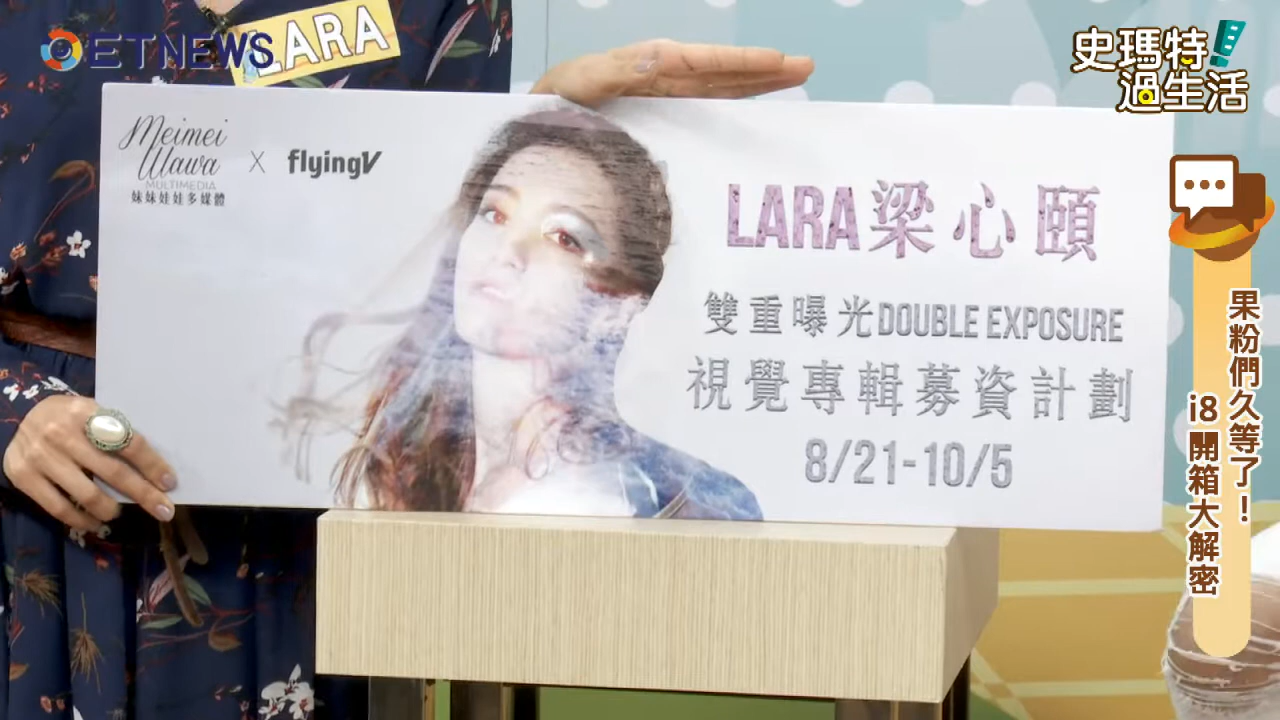 ETNEWS
LARA
史瑪特!
過生活
Meimei
Wawa
MULTIMEDIA
妹妹娃娃多媒體
X
flyingV
LARA梁心頤
雙重曝光DOUBLE EXPOSURE
視覺專輯募資計劃
8/21-10/5
果粉們久等了！
i8開箱大解密